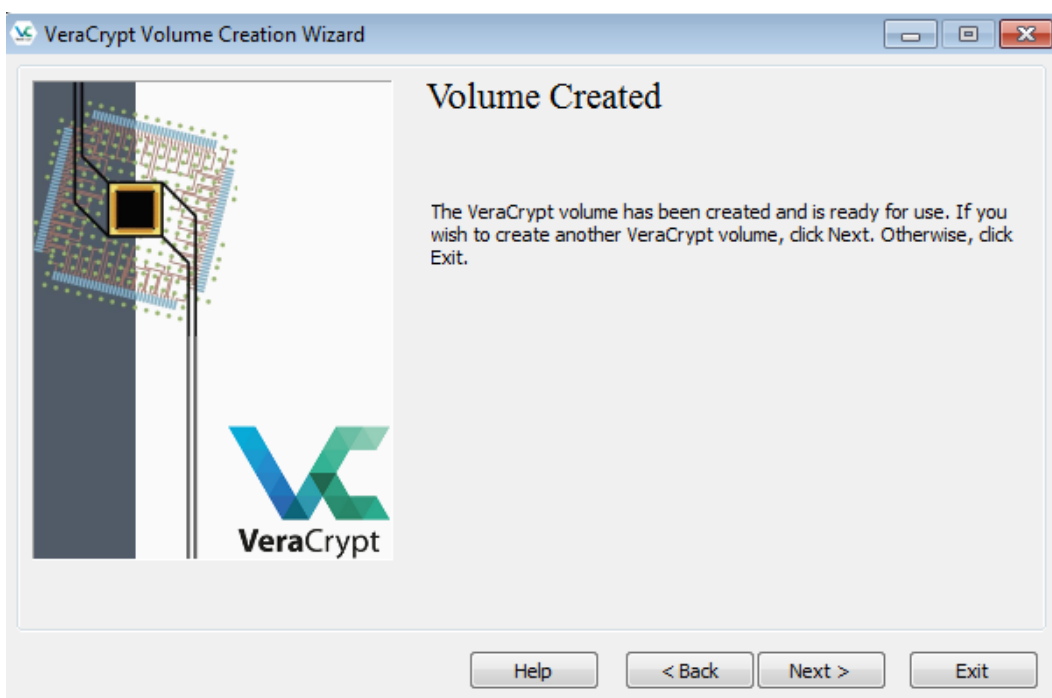 VeraCrypt Volume Creation Wizard
Volume Created
The VeraCrypt volume has been created and is ready for use. If you
wish to create another VeraCrypt volume, click Next. Otherwise, click
Exit.
VeraCrypt
Help
< Back
Next >
Exit